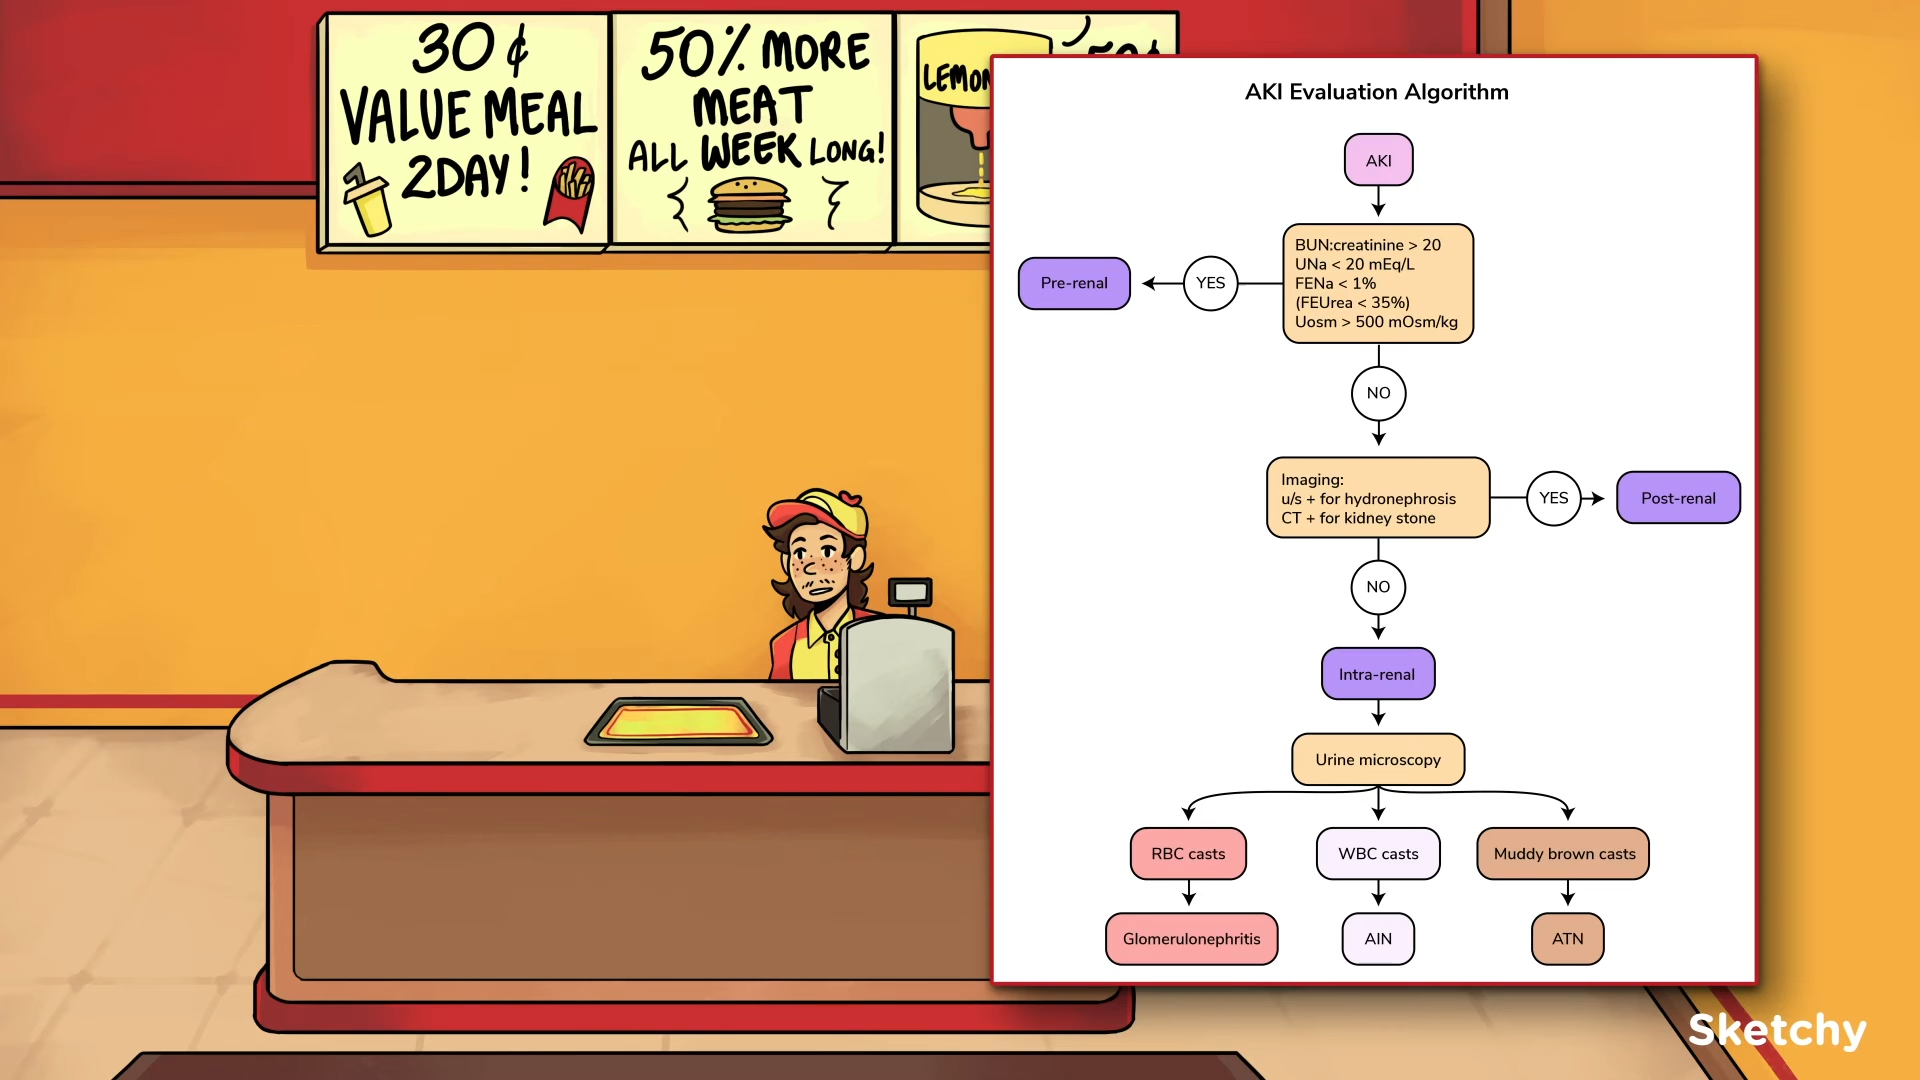 30¢
VALUE MEAL
2DAY!
50% MORE
MEAT
ALL WEEK LONG!
AKI Evaluation Algorithm
AKI
BUN:creatinine > 20
UNa < 20 mEq/L
FENa < 1%
(FEUrea < 35%)
Uosm > 500 mOsm/kg
YES
Pre-renal
NO
Imaging:
u/s + for hydronephrosis
CT + for kidney stone
YES
Post-renal
NO
Intra-renal
Urine microscopy
RBC casts
WBC casts
Muddy brown casts
Glomerulonephritis
AIN
ATN
Sketchy